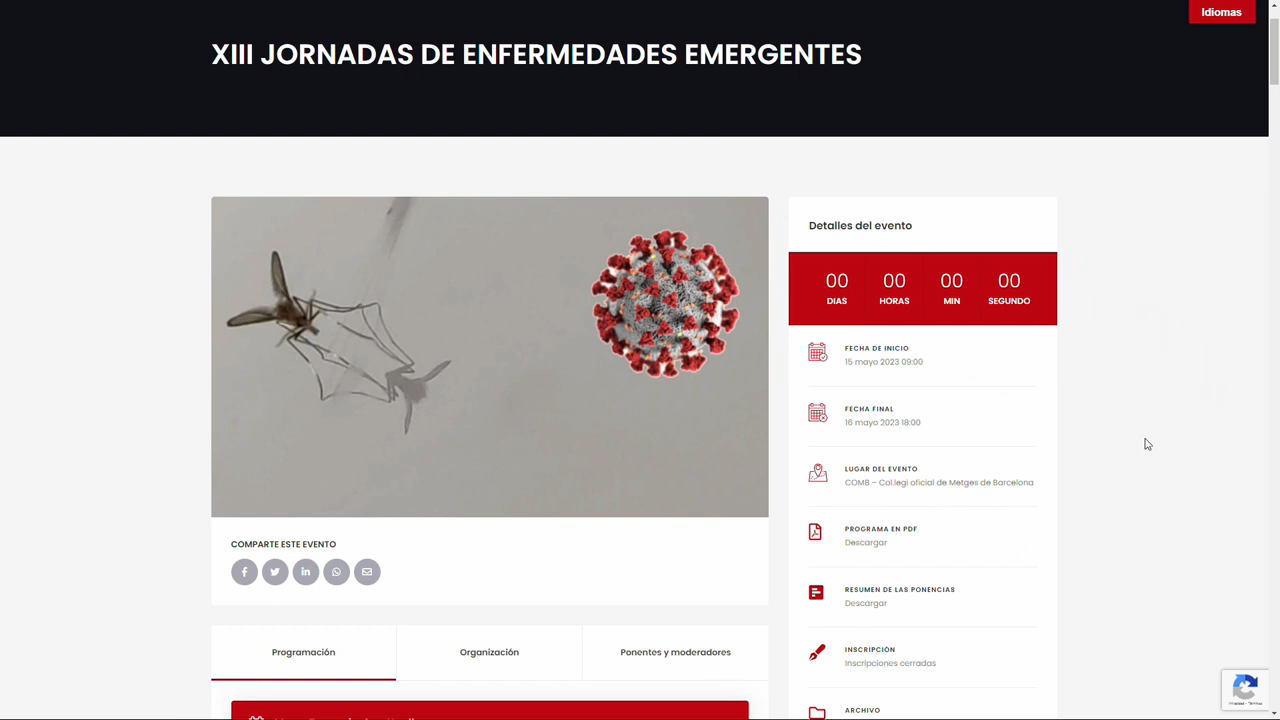 Idiomas
XIII JORNADAS DE ENFERMEDADES EMERGENTES
Detalles del evento
00 00 00 00
DIAS HORAS MIN SEGUNDO
FECHA DE INICIO
15 mayo 2023 09:00
FECHA FINAL
16 mayo 2023 18:00
LUGAR DEL EVENTO
COMB – Col.legi oficial de Metges de Barcelona
PROGRAMA EN PDF
Descargar
RESUMEN DE LAS PONENCIAS
Descargar
INSCRIPCIÓN
Inscripciones cerradas
ARCHIVO
COMPARTE ESTE EVENTO
Programación Organización Ponentes y moderadores